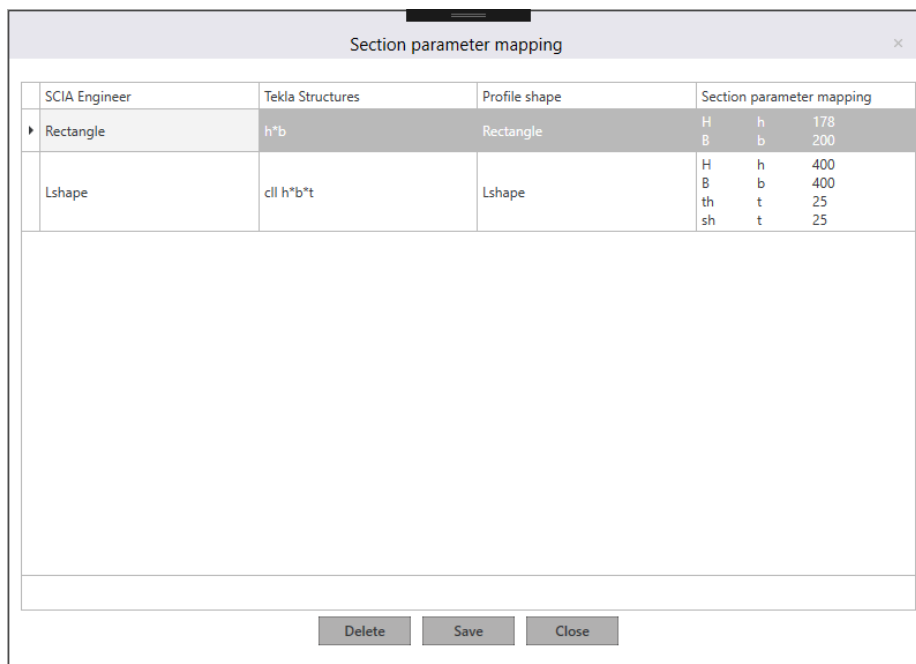 Section parameter mapping
SCIA Engineer Tekla Structures Profile shape Section parameter mapping
Rectangle h*b Rectangle
H h 178
B b 200
Lshape cll h*b*t Lshape
H h 400
B b 400
th t 25
sh t 25
Delete Save Close